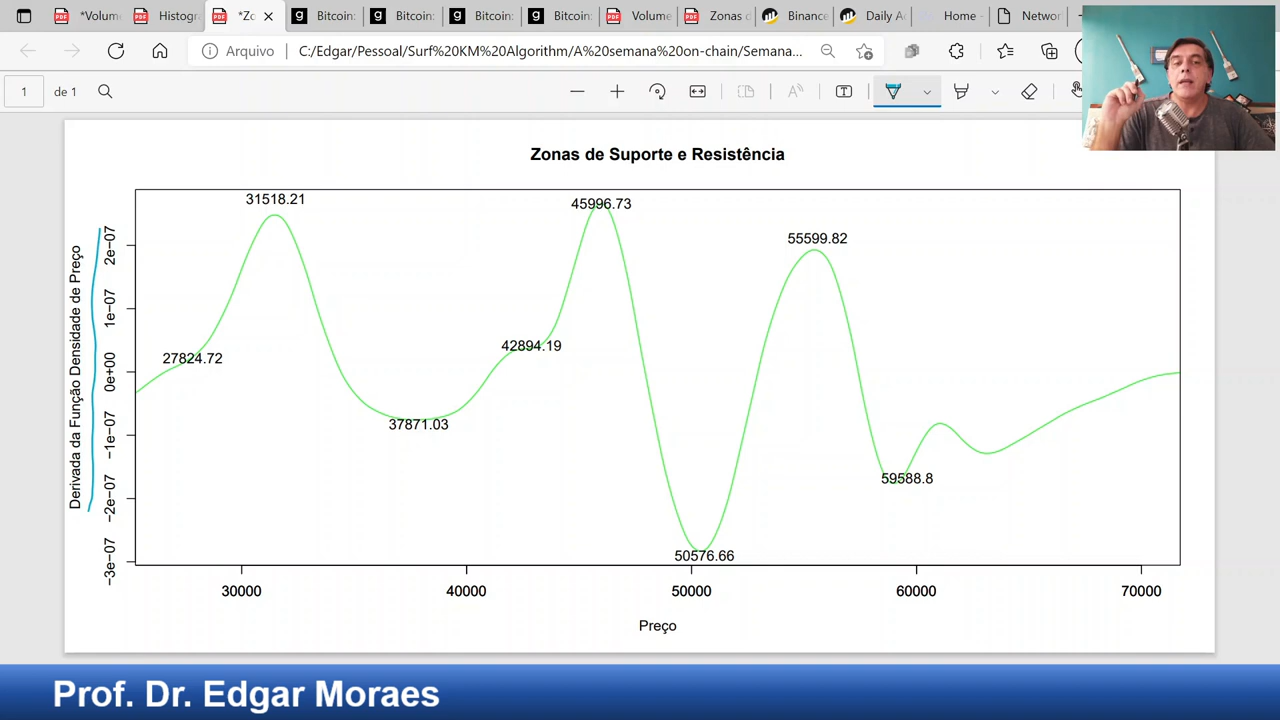 *Volum
Histogr
*Zo
Bitcoin:
Bitcoin:
Bitcoin:
Bitcoin:
Volume
Zonas d
Binance
Daily A
Home -
Networ
Arquivo
C:/Edgar/Pessoal/Surf%20KM%20Algorithm/A%20semana%20on-chain/Semana...
1
de 1
Zonas de Suporte e Resistência
31518.21
45996.73
55599.82
27824.72
42894.19
37871.03
59588.8
50576.66
Derivada da Função Densidade de Preço
2e−07
1e−07
0e+00
−1e−07
−2e−07
−3e−07
30000
40000
50000
60000
70000
Preço
Prof. Dr. Edgar Moraes